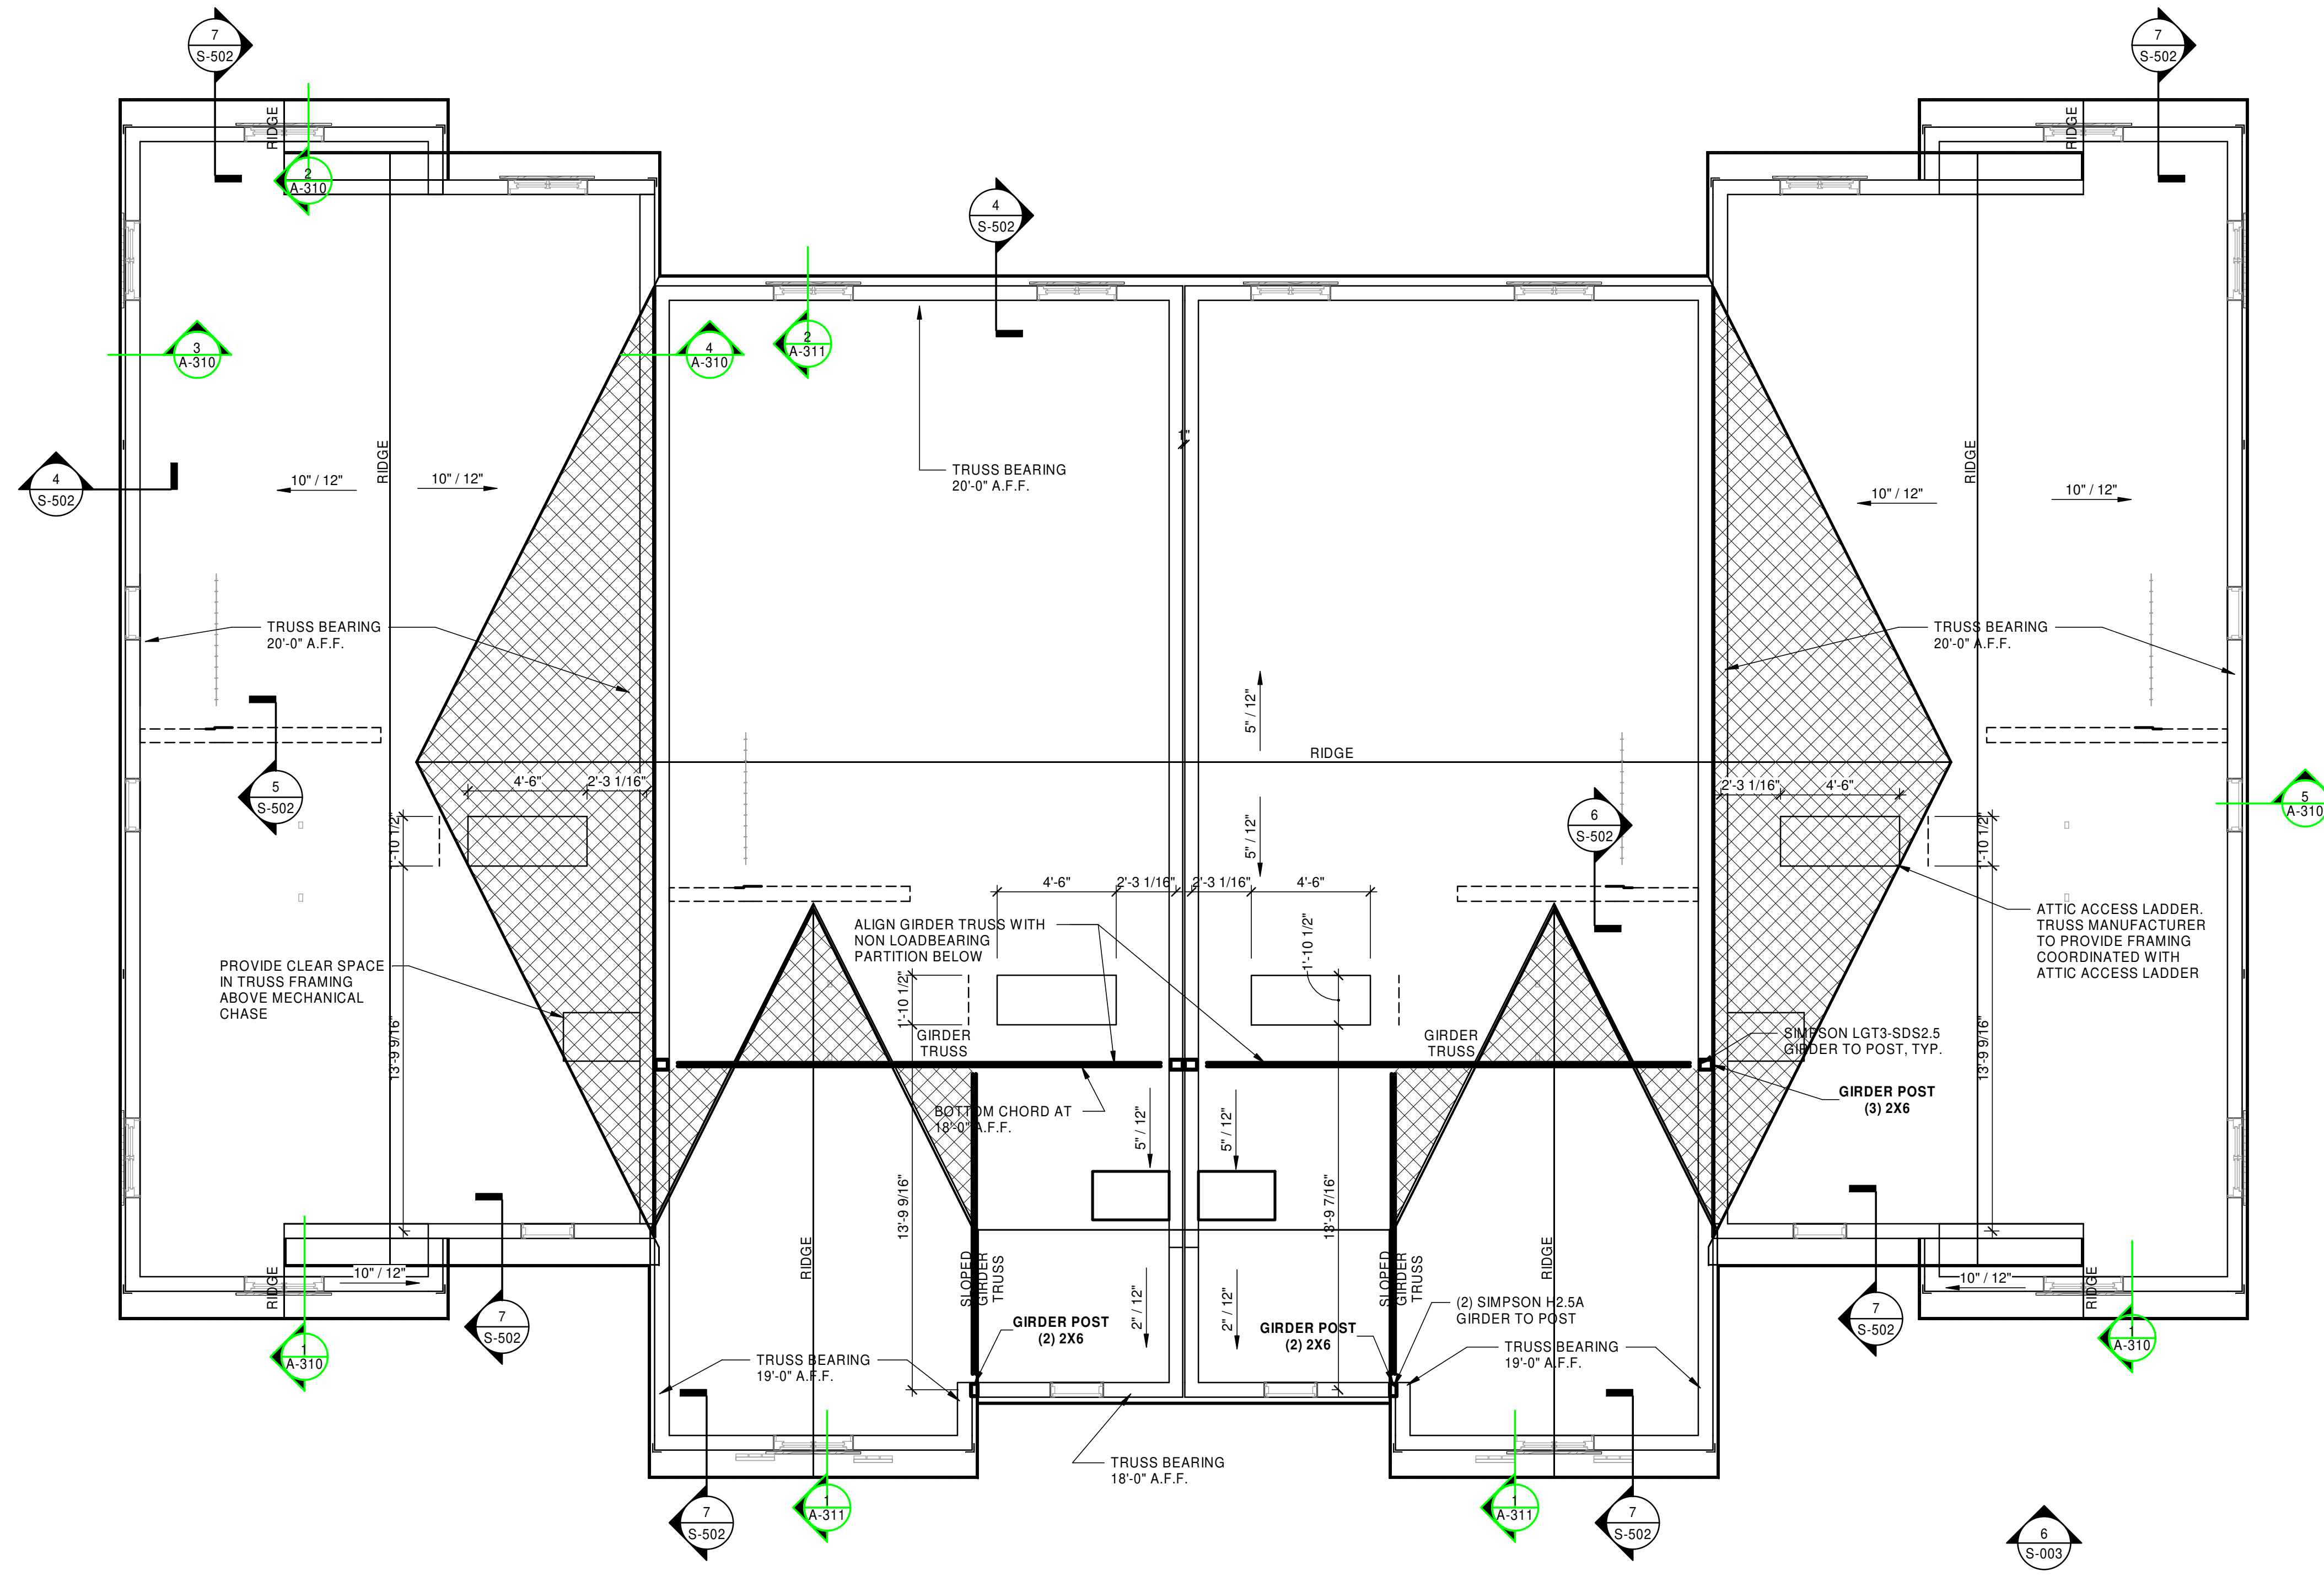 7
S-502
7
S-502
RIDGE
RIDGE
2
A-310
4
S-502
3
A-310
4
A-310
2
A-311
1"
RIDGE
RIDGE
TRUSS BEARING
20'-0" A.F.F.
4
S-502
10" / 12"
10" / 12"
10" / 12"
10" / 12"
TRUSS BEARING
20'-0" A.F.F.
TRUSS BEARING
20'-0" A.F.F.
5" / 12"
RIDGE
5
S-502
4'-6"
2'-3 1/16"
2'-3 1/16"
4'-6"
5
A-310
6
S-502
5" / 12"
1'-10 1/2"
1'-10 1/2"
4'-6"
2'-3 1/16"
2'-3 1/16"
4'-6"
ALIGN GIRDER TRUSS WITH
NON LOADBEARING
PARTITION BELOW
1'-10 1/2"
1'-10 1/2"
ATTIC ACCESS LADDER.
TRUSS MANUFACTURER
TO PROVIDE FRAMING
COORDINATED WITH
ATTIC ACCESS LADDER
PROVIDE CLEAR SPACE
IN TRUSS FRAMING
ABOVE MECHANICAL
CHASE
GIRDER
TRUSS
GIRDER
TRUSS
SIMPSON LGT3-SDS2.5
GIRDER TO POST, TYP.
13'-9 9/16"
13'-9 9/16"
GIRDER POST
(3) 2X6
BOTTOM CHORD AT
18'-0" A.F.F.
5" / 12"
5" / 12"
13'-9 9/16"
13'-9 7/16"
RIDGE
RIDGE
SLOPED
GIRDER
TRUSS
SLOPED
GIRDER
TRUSS
RIDGE
10" / 12"
10" / 12"
RIDGE
2" / 12"
2" / 12"
(2) SIMPSON H2.5A
GIRDER TO POST
GIRDER POST
(2) 2X6
GIRDER POST
(2) 2X6
7
S-502
7
S-502
1
A-310
1
A-310
TRUSS BEARING
19'-0" A.F.F.
TRUSS BEARING
19'-0" A.F.F.
TRUSS BEARING
18'-0" A.F.F.
7
S-502
1
A-311
1
A-311
7
S-502
6
S-003